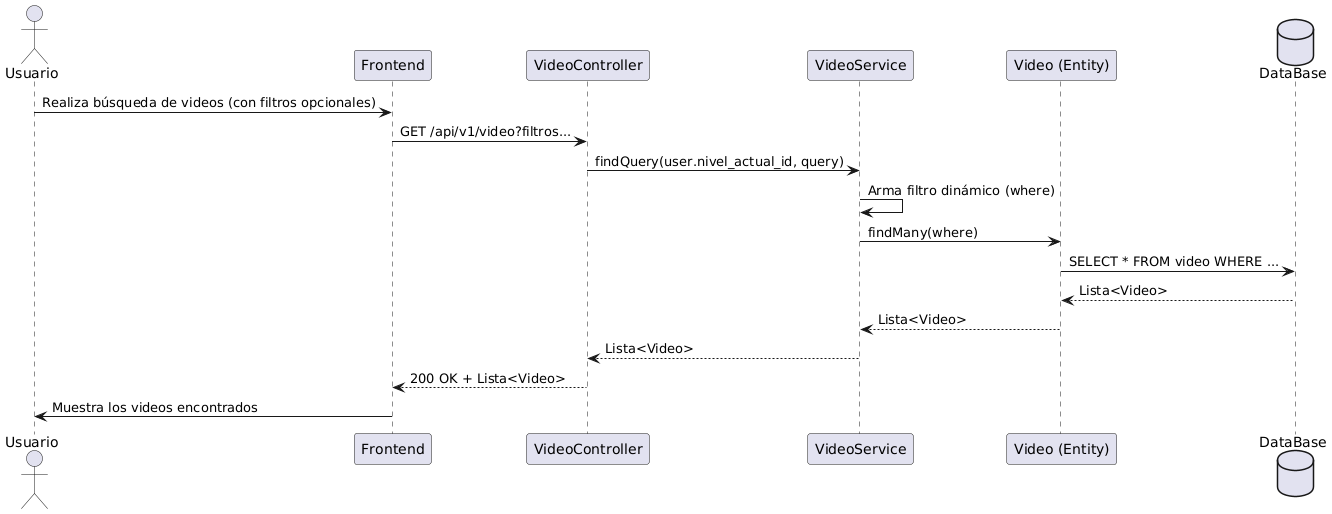 Usuario
Frontend
VideoController
VideoService
Video (Entity)
DataBase
Realiza búsqueda de videos (con filtros opcionales)
GET /api/v1/video?filtros...
findQuery(user.nivel_actual_id, query)
Arma filtro dinámico (where)
findMany(where)
SELECT * FROM video WHERE ...
Lista<Video>
Lista<Video>
Lista<Video>
200 OK + Lista<Video>
Muestra los videos encontrados
Usuario
Frontend
VideoController
VideoService
Video (Entity)
DataBase